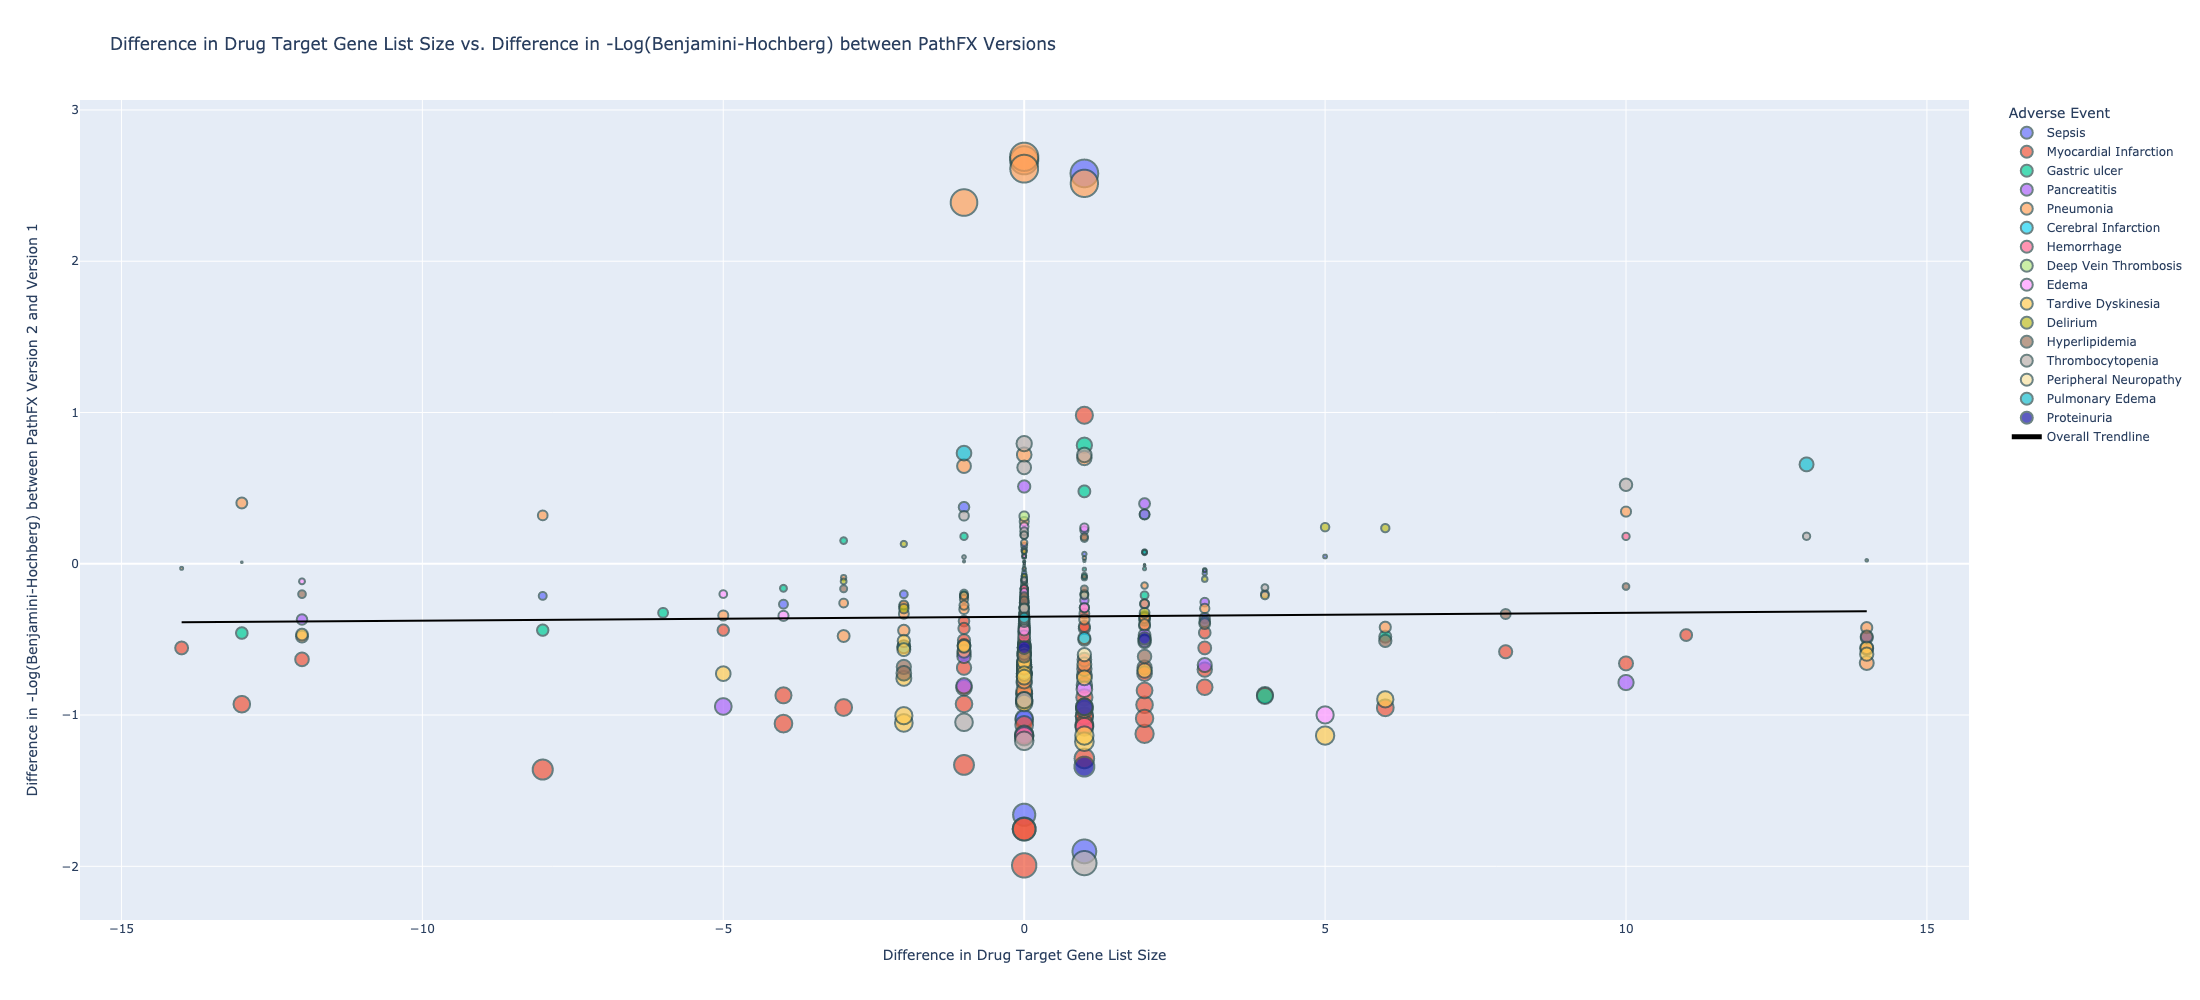 Difference in Drug Target Gene List Size vs. Difference in -Log(Benjamini-Hochberg) between PathFX Versions
Difference in -Log(Benjamini-Hochberg) between PathFX Version 2 and Version 1
3
2
1
0
−1
−2
−15
−10
−5
0
5
10
15
Difference in Drug Target Gene List Size
Adverse Event
Sepsis
Myocardial Infarction
Gastric ulcer
Pancreatitis
Pneumonia
Cerebral Infarction
Hemorrhage
Deep Vein Thrombosis
Edema
Tardive Dyskinesia
Delirium
Hyperlipidemia
Thrombocytopenia
Peripheral Neuropathy
Pulmonary Edema
Proteinuria
Overall Trendline